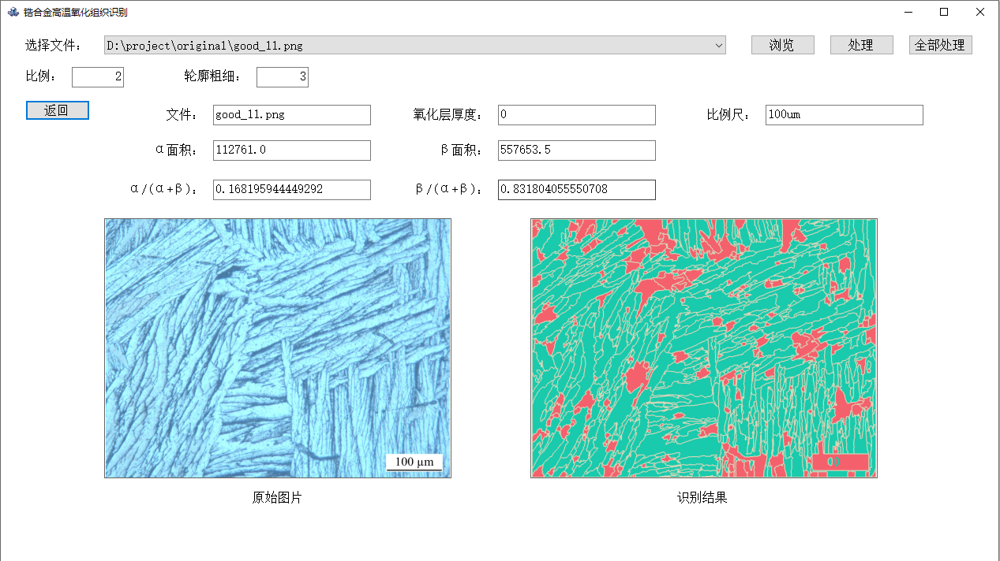 锆合金高温氧化组织识别
选择文件： D:\project\original\good_11.png 浏览 处理 全部处理
比例： 2 轮廓粗细： 3
返回 文件： good_11.png 氧化层厚度： 0 比例尺： 100um
α面积： 112761.0 β面积： 557653.5
α/(α+β)： 0.168195944449292 β/(α+β)： 0.831804055550708
100 μm
原始图片 识别结果